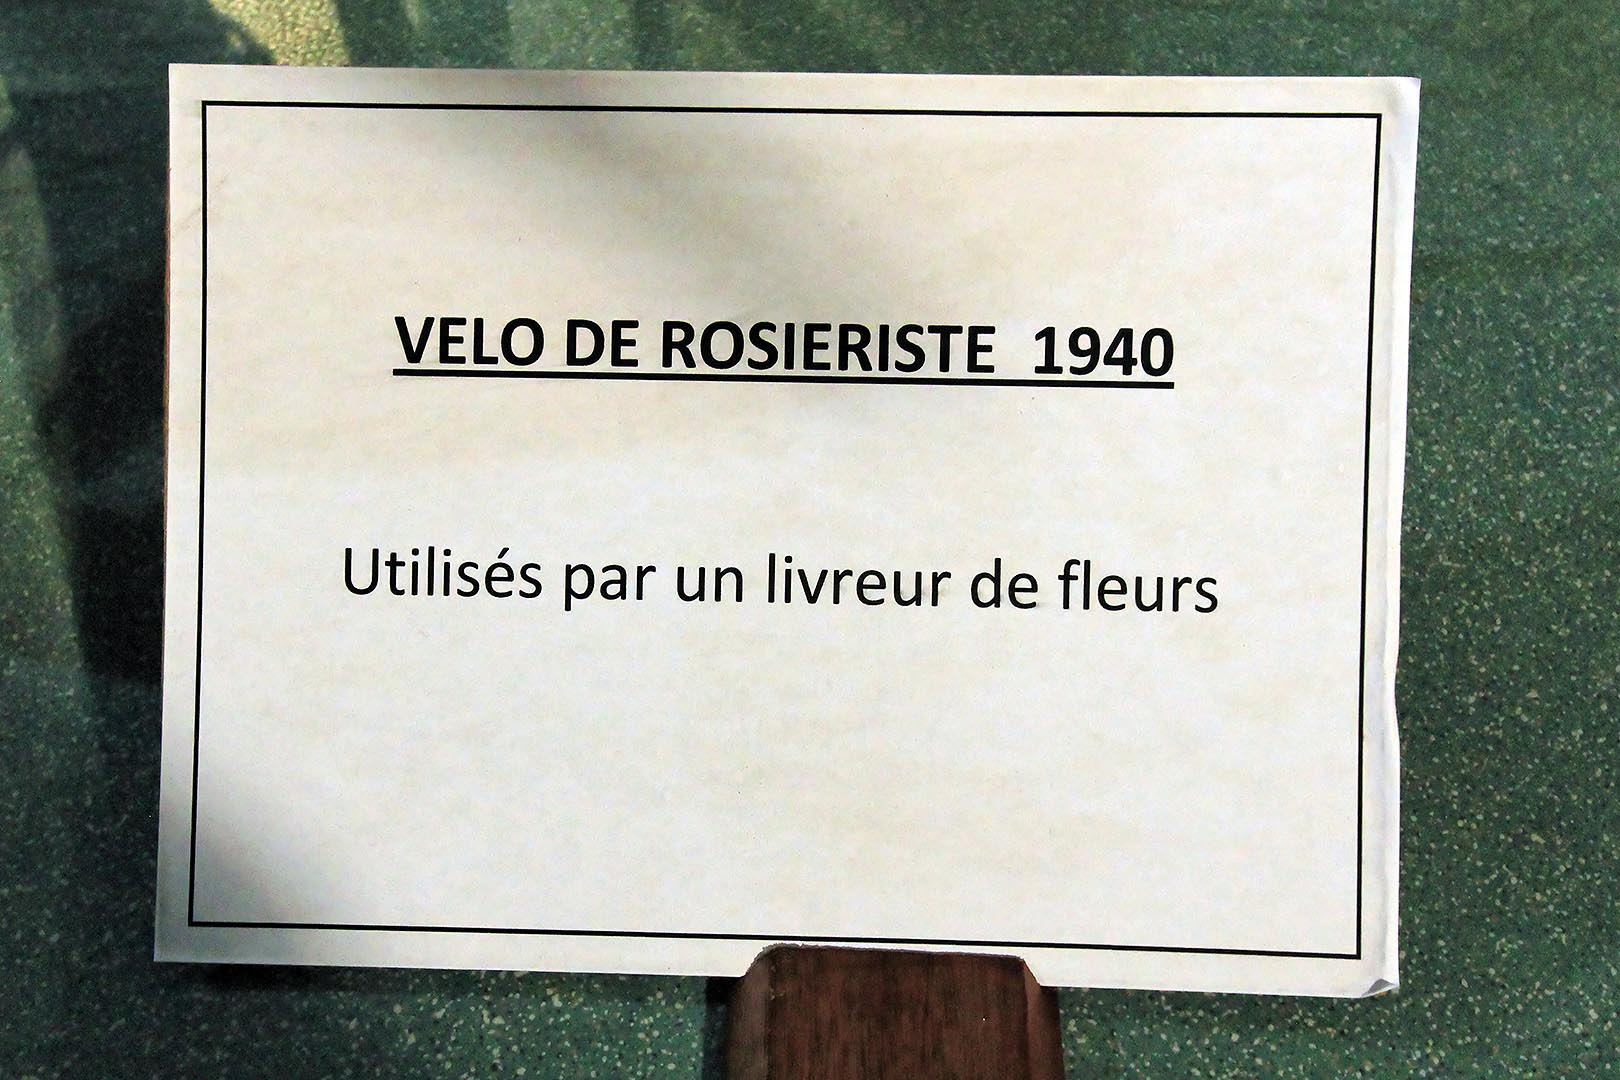 VELO DE ROSIERISTE 1940
Utilisés par un livreur de fleurs